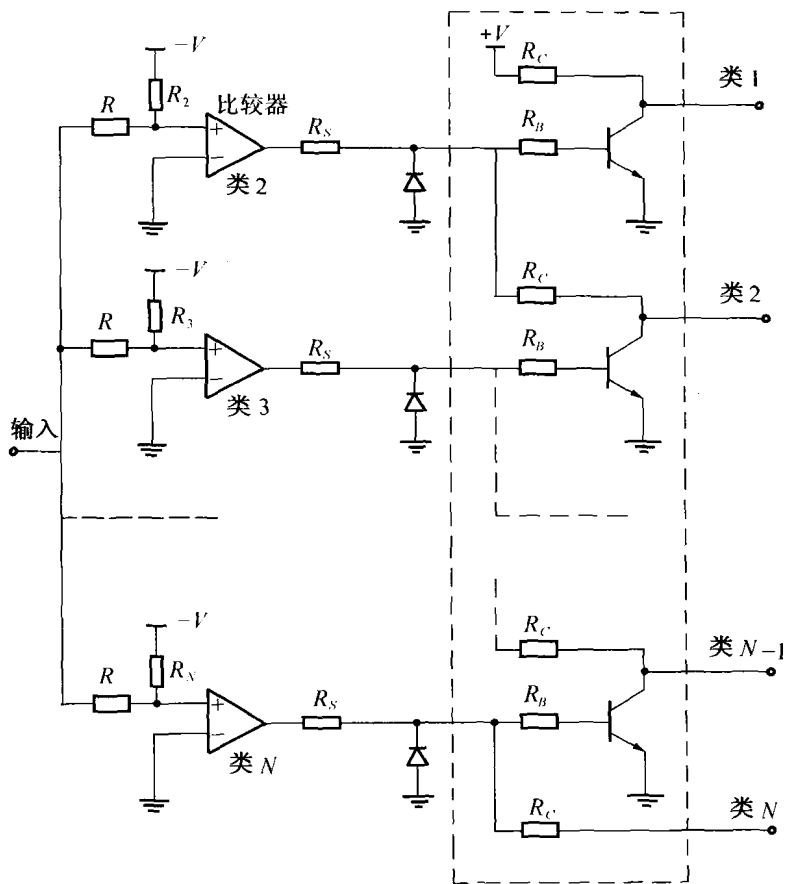 −V
+V
R_C
类 1
R
R_2
比较器
R_S
R_B
+
−
类 2
−V
R_C
类 2
R
R_3
R_S
R_B
+
−
类 3
输入
−V
R_C
类 N−1
R
R_N
R_S
R_B
+
−
类 N
R_C
类 N